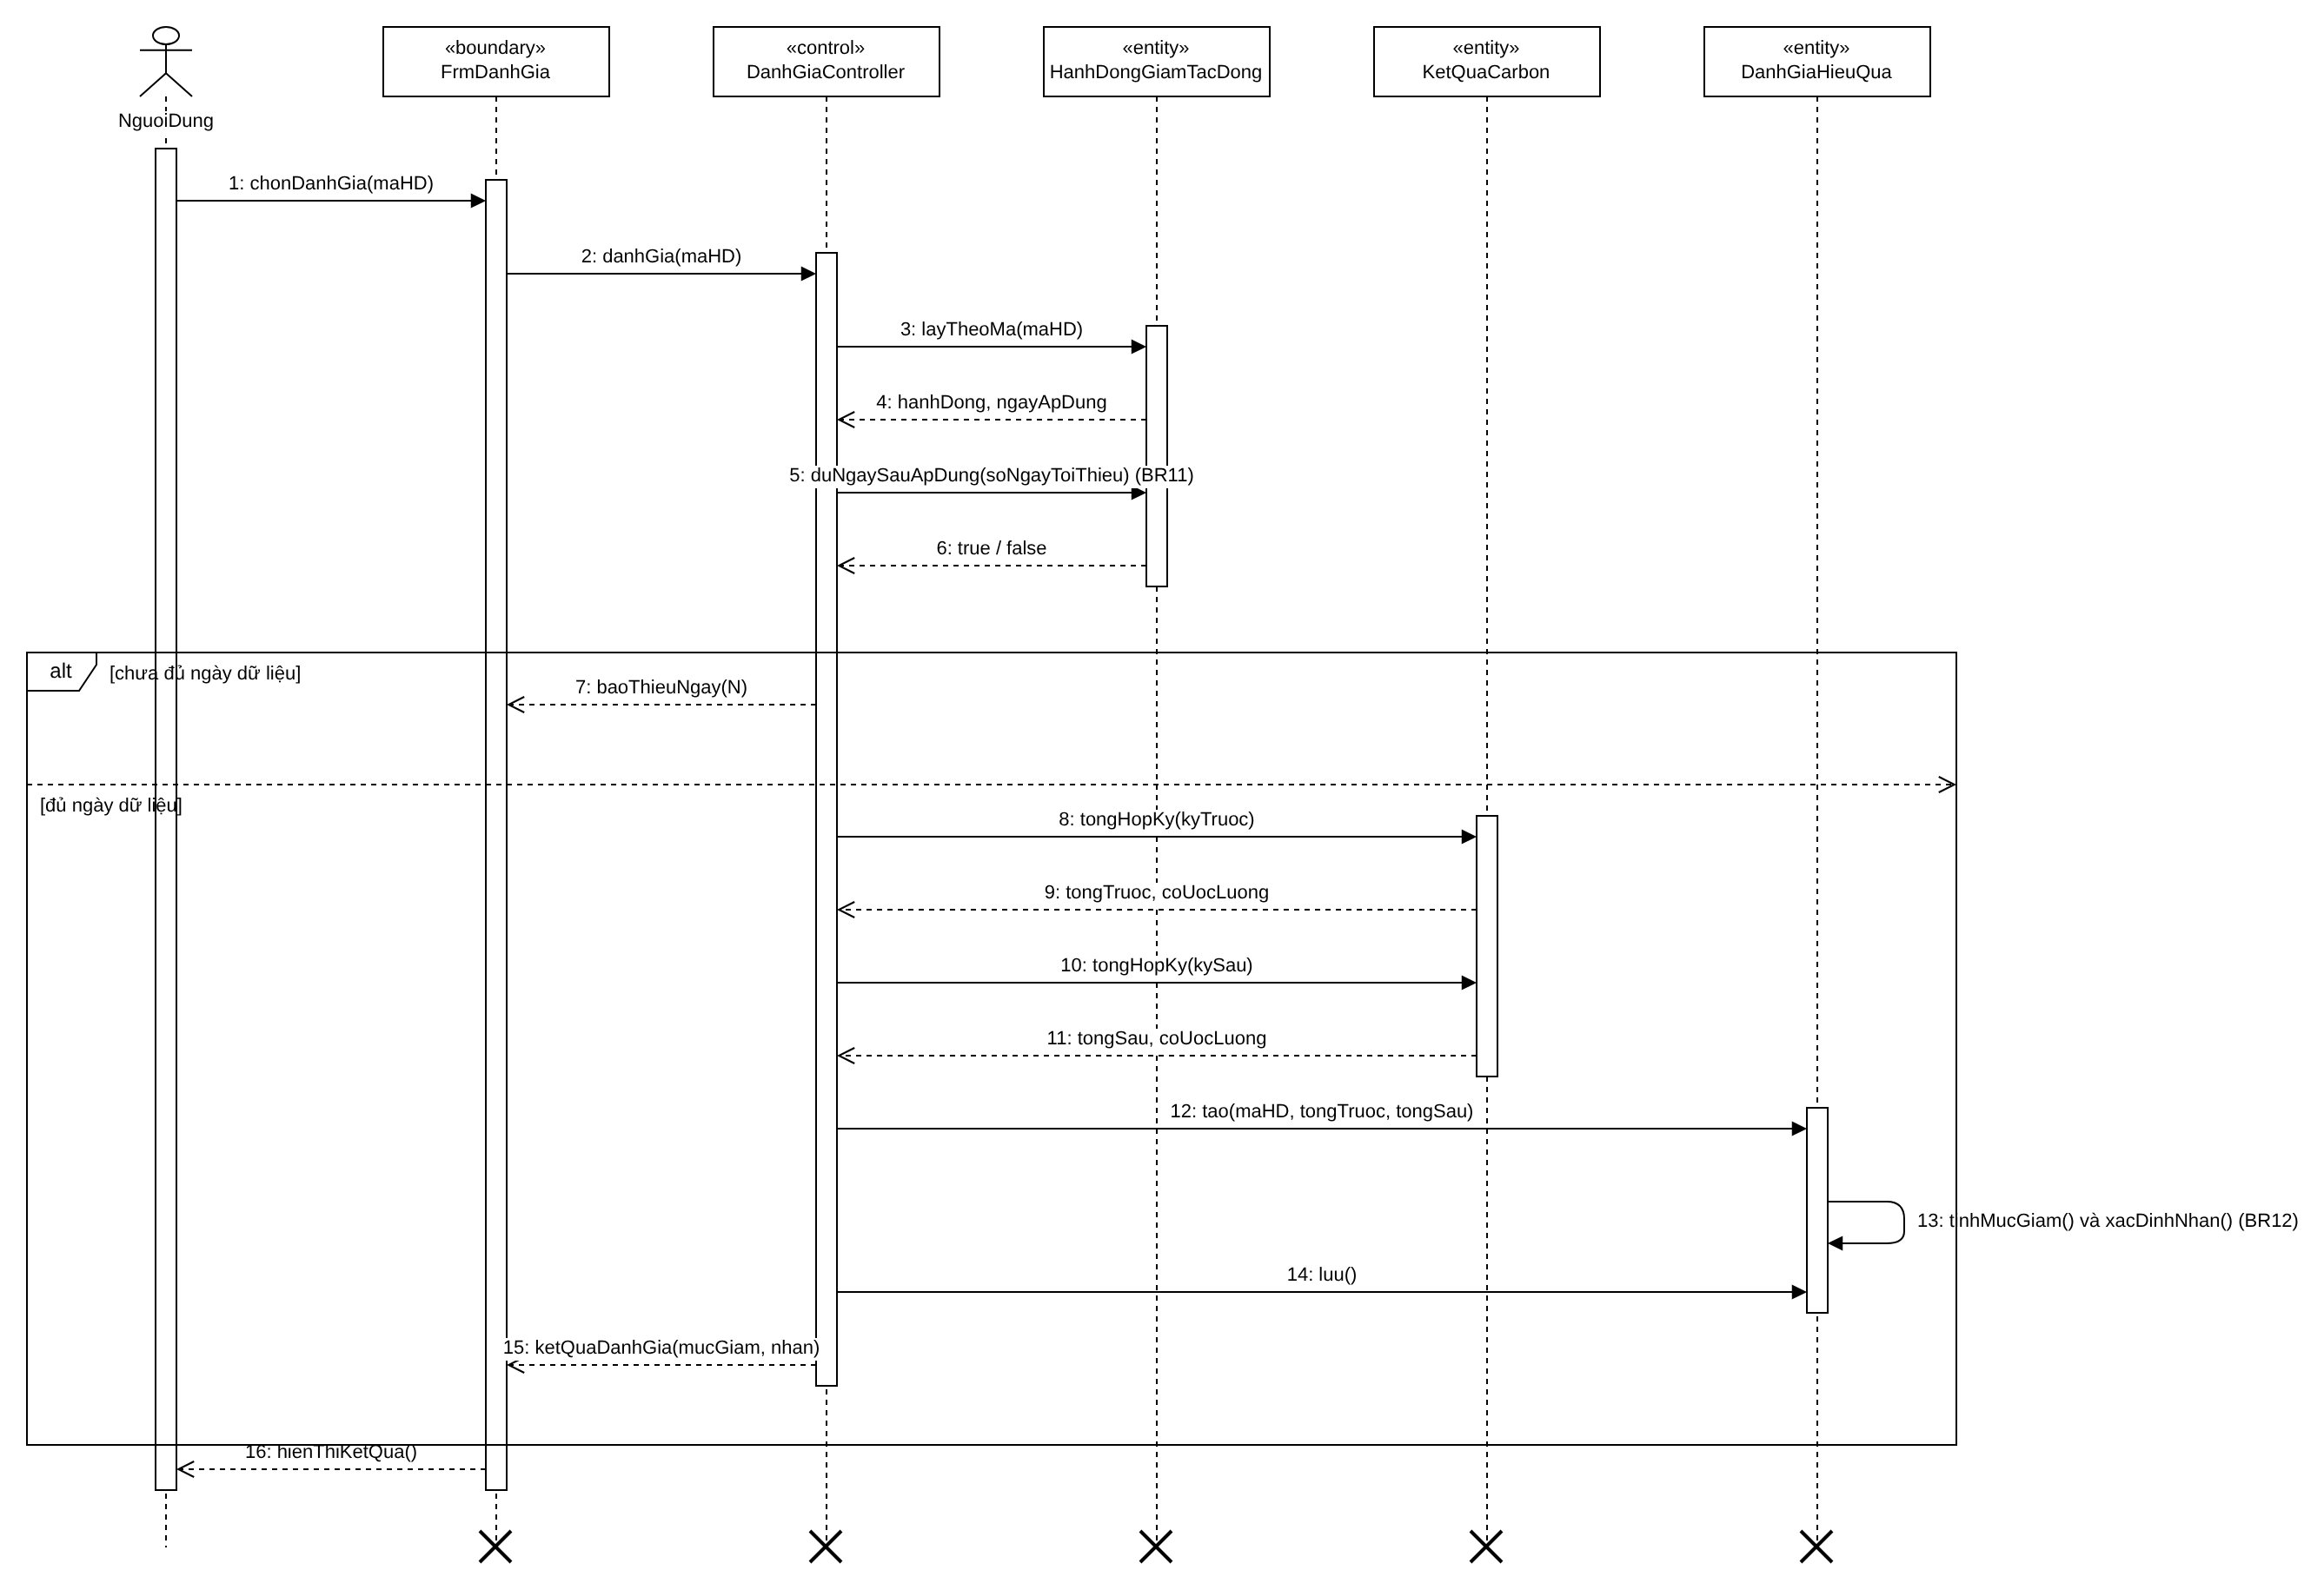 «boundary»
FrmDanhGia
«control»
DanhGiaController
«entity»
HanhDongGiamTacDong
«entity»
KetQuaCarbon
«entity»
DanhGiaHieuQua
NguoiDung
1: chonDanhGia(maHD)
2: danhGia(maHD)
3: layTheoMa(maHD)
4: hanhDong, ngayApDung
5: duNgaySauApDung(soNgayToiThieu) (BR11)
6: true / false
alt
[chưa đủ ngày dữ liệu]
7: baoThieuNgay(N)
[đủ ngày dữ liệu]
8: tongHopKy(kyTruoc)
9: tongTruoc, coUocLuong
10: tongHopKy(kySau)
11: tongSau, coUocLuong
12: tao(maHD, tongTruoc, tongSau)
13: tinhMucGiam() và xacDinhNhan() (BR12)
14: luu()
15: ketQuaDanhGia(mucGiam, nhan)
16: hienThiKetQua()